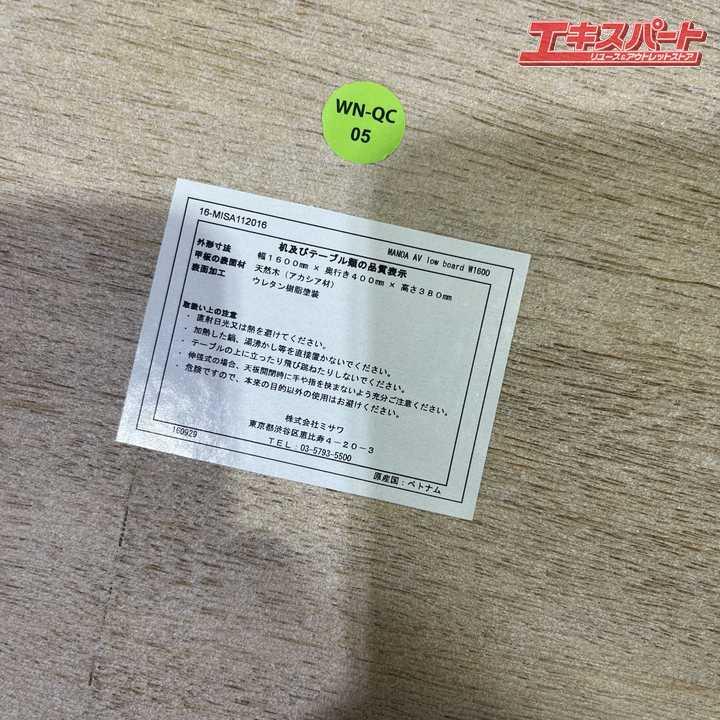 エキスパート
リユース&アウトレットストア
WN-QC
05
16-MISA112016
MANOA AV low board W1600
机及びテーブル類の品質表示
外形寸法 幅1600mm × 奥行き400mm × 高さ380mm
甲板の表面材 天然木（アカシア材）
表面加工 ウレタン樹脂塗装
取扱い上の注意
・直射日光又は熱を避けてください。
・加熱した鍋、湯沸かし等を直接置かないでください。
・テーブルの上に立ったり飛び跳ねたりしないでください。
・伸張式の場合、天板開閉時に手や指を挟まないよう充分ご注意ください。
・危険ですので、本来の目的以外の使用はお避けください。
株式会社ミサワ
東京都渋谷区恵比寿4－20－3
TEL：03-5793-5500
160929
原産国：ベトナム